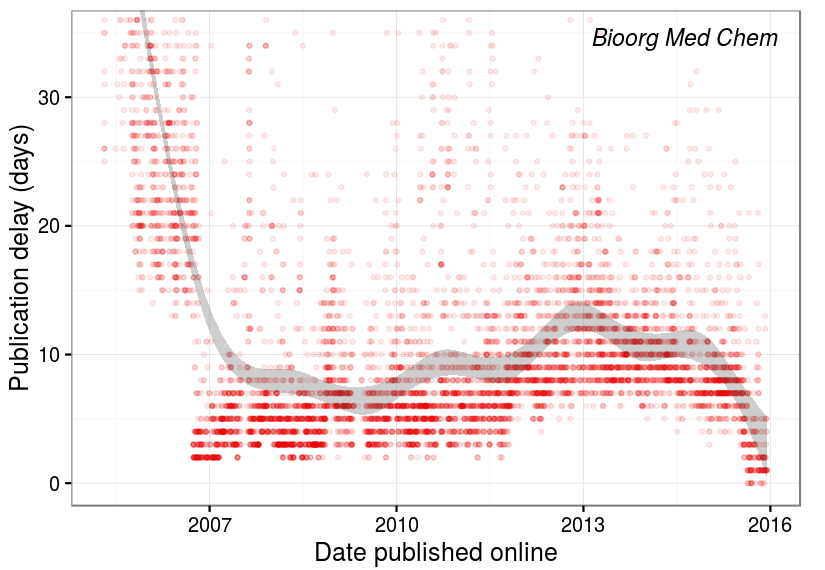 Bioorg Med Chem
Publication delay (days)
30
20
10
0
2007
2010
2013
2016
Date published online